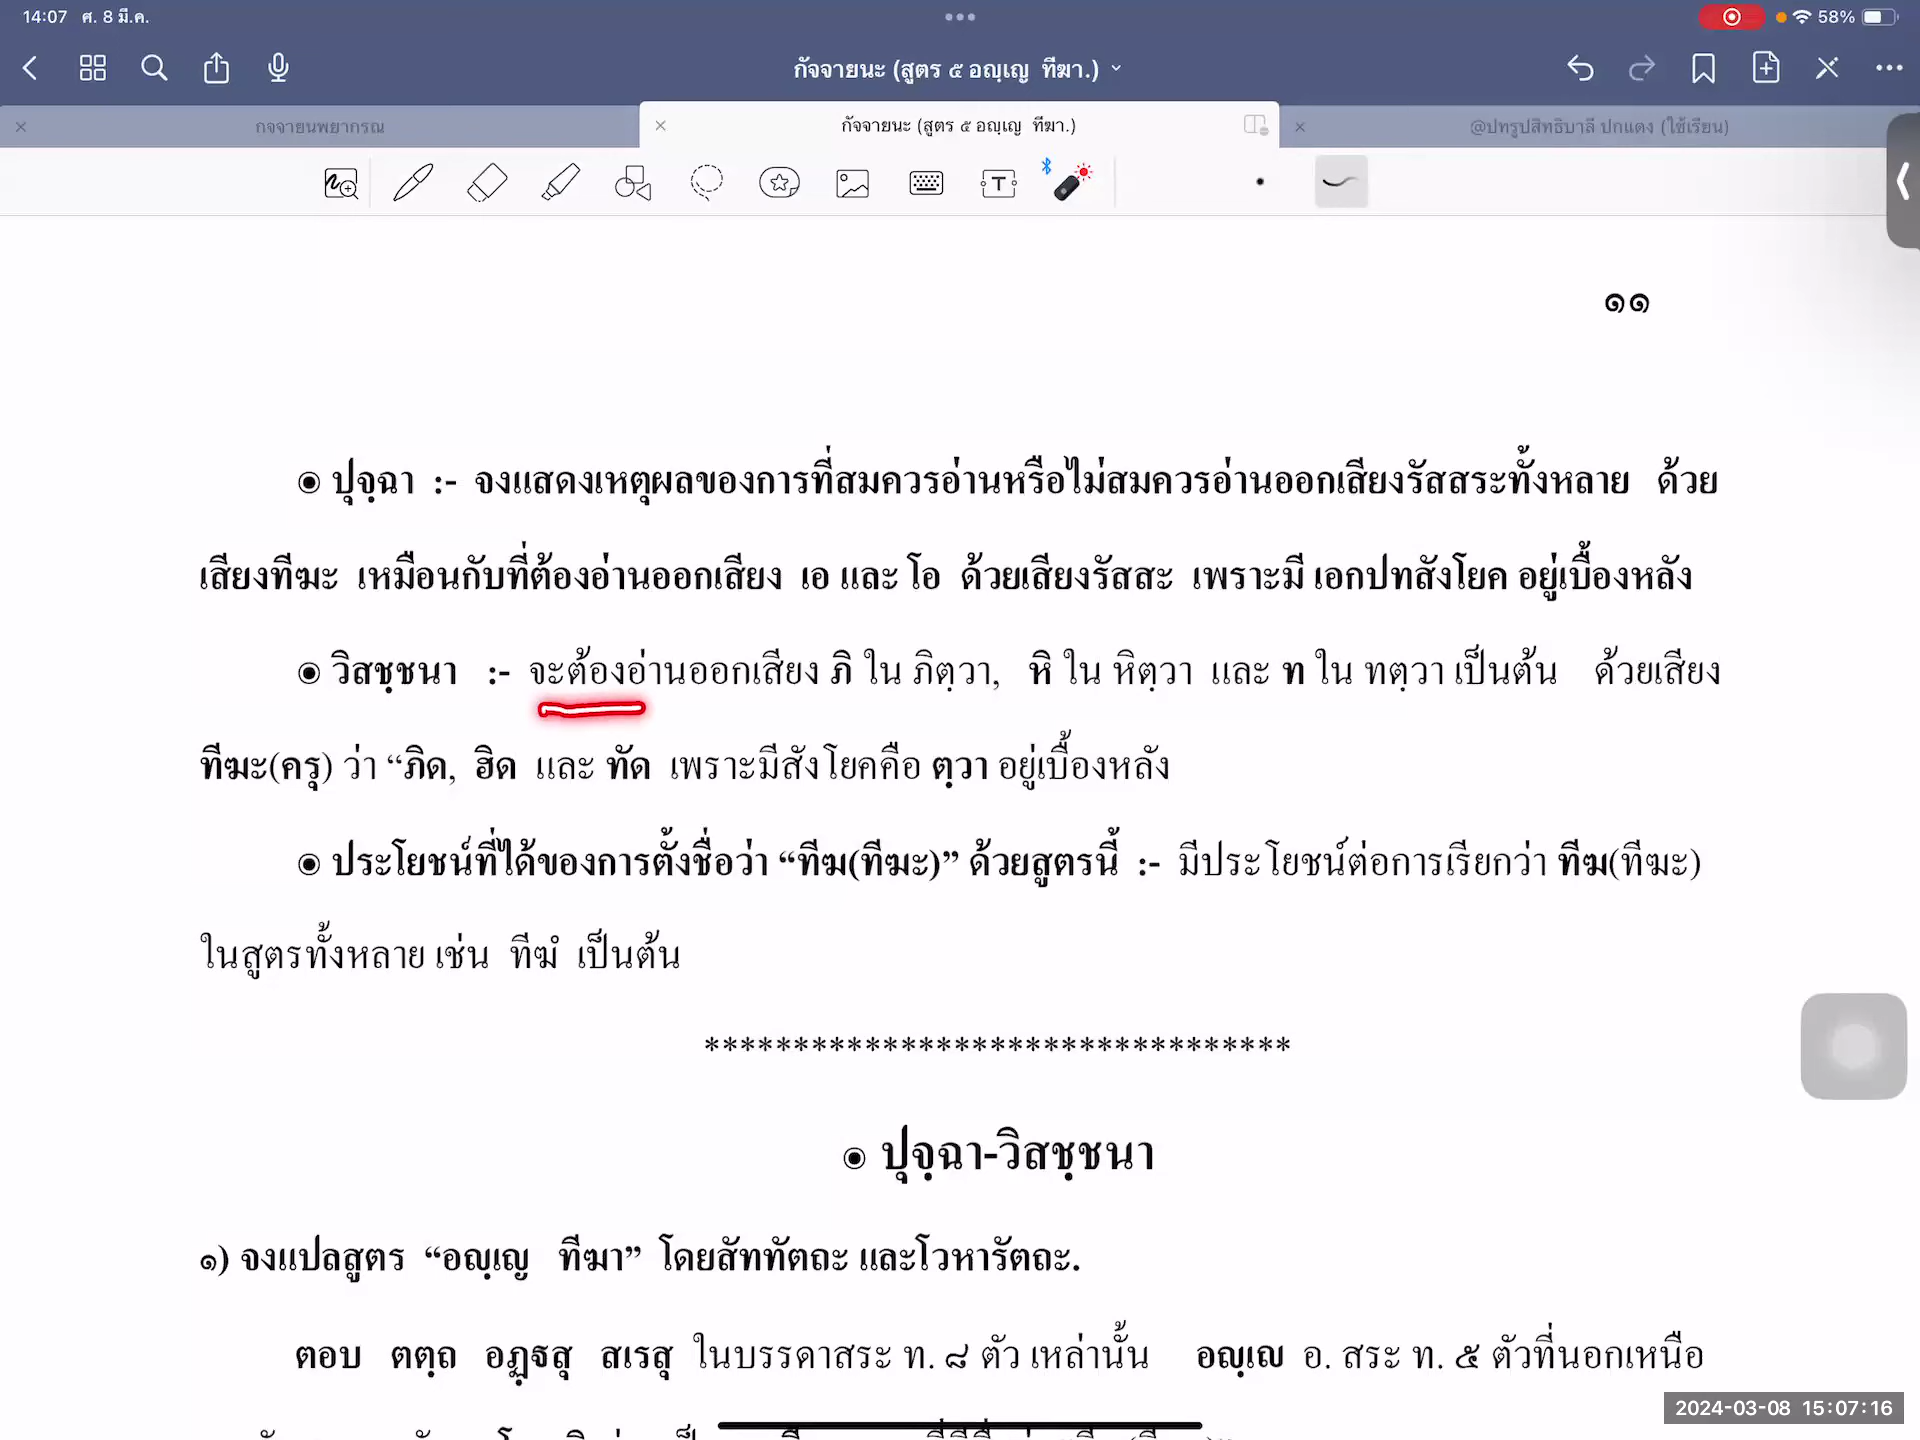 14:07 ศ. 8 มี.ค.
58%
กัจจายนะ (สูตร ๕ อญฺเญ ทีฆา.)
กจจายนพยากรณ
กัจจายนะ (สูตร ๕ อญฺเญ ทีฆา.)
@ปทรูปสิทธิบาลี ปกแดง (ใช้เรียน)
๑๑
๏ ปุจฺฉา :- จงแสดงเหตุผลของการที่สมควรอ่านหรือไม่สมควรอ่านออกเสียงรัสสระทั้งหลาย ด้วย
เสียงทีฆะ เหมือนกับที่ต้องอ่านออกเสียง เอ และ โอ ด้วยเสียงรัสสะ เพราะมี เอกปทสังโยค อยู่เบื้องหลัง
๏ วิสชฺชนา :- จะต้องอ่านออกเสียง ภิ ใน ภิตฺวา, หิ ใน หิตฺวา และ ท ใน ทตฺวา เป็นต้น ด้วยเสียง
ทีฆะ(ครุ) ว่า “ภิด, ฮิด และ ทัด เพราะมีสังโยคคือ ตฺวา อยู่เบื้องหลัง
๏ ประโยชน์ที่ได้ของการตั้งชื่อว่า “ทีฆ(ทีฆะ)” ด้วยสูตรนี้ :- มีประโยชน์ต่อการเรียกว่า ทีฆ(ทีฆะ)
ในสูตรทั้งหลาย เช่น ทีฆํ เป็นต้น
*********************************
๏ ปุจฺฉา-วิสชฺชนา
๑) จงแปลสูตร “อญฺเญ ทีฆา” โดยสัททัตถะ และโวหารัตถะ.
ตอบ ตตฺถ อฏฺฐสุ สเรสุ ในบรรดาสระ ท. ๘ ตัว เหล่านั้น อญฺเญ อ. สระ ท. ๕ ตัวที่นอกเหนือ
2024-03-08 15:07:16